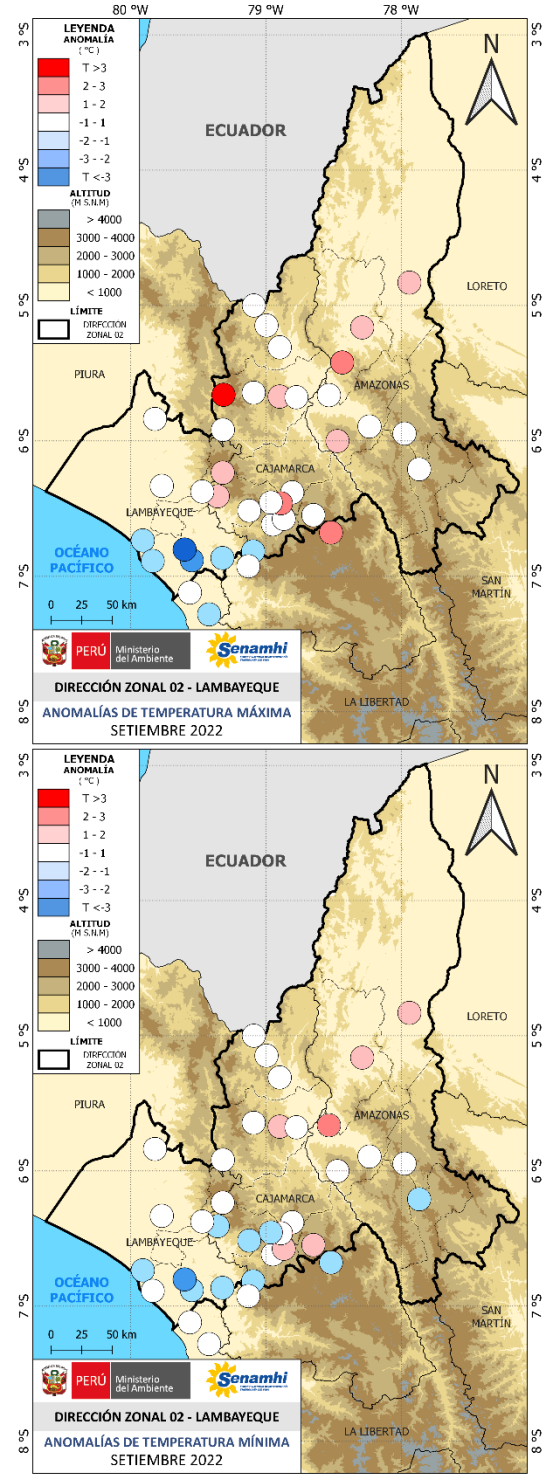 80 °W
79 °W
78 °W
LEYENDA
ANOMALÍA
( °C )
T >3
2 - 3
1 - 2
-1 - 1
-2 - -1
-3 - -2
T <-3
ALTITUD
(M S.N.M)
> 4000
3000 - 4000
2000 - 3000
1000 - 2000
< 1000
LÍMITE
DIRECCIÓN
ZONAL 02
N
3 °S
4 °S
5 °S
6 °S
7 °S
8 °S
ECUADOR
LORETO
PIURA
AMAZONAS
CAJAMARCA
LAMBAYEQUE
OCÉANO
PACÍFICO
SAN
MARTÍN
0 25 50 km
LA LIBERTAD
PERÚ
Ministerio
del Ambiente
Senamhi
DIRECCIÓN ZONAL 02 - LAMBAYEQUE
ANOMALÍAS DE TEMPERATURA MÁXIMA
SETIEMBRE 2022
LEYENDA
ANOMALÍA
( °C )
T >3
2 - 3
1 - 2
-1 - 1
-2 - -1
-3 - -2
T <-3
ALTITUD
(M S.N.M)
> 4000
3000 - 4000
2000 - 3000
1000 - 2000
< 1000
LÍMITE
DIRECCIÓN
ZONAL 02
N
3 °S
4 °S
5 °S
6 °S
7 °S
8 °S
ECUADOR
LORETO
PIURA
AMAZONAS
CAJAMARCA
LAMBAYEQUE
OCÉANO
PACÍFICO
SAN
MARTÍN
0 25 50 km
LA LIBERTAD
PERÚ
Ministerio
del Ambiente
Senamhi
DIRECCIÓN ZONAL 02 - LAMBAYEQUE
ANOMALÍAS DE TEMPERATURA MÍNIMA
SETIEMBRE 2022